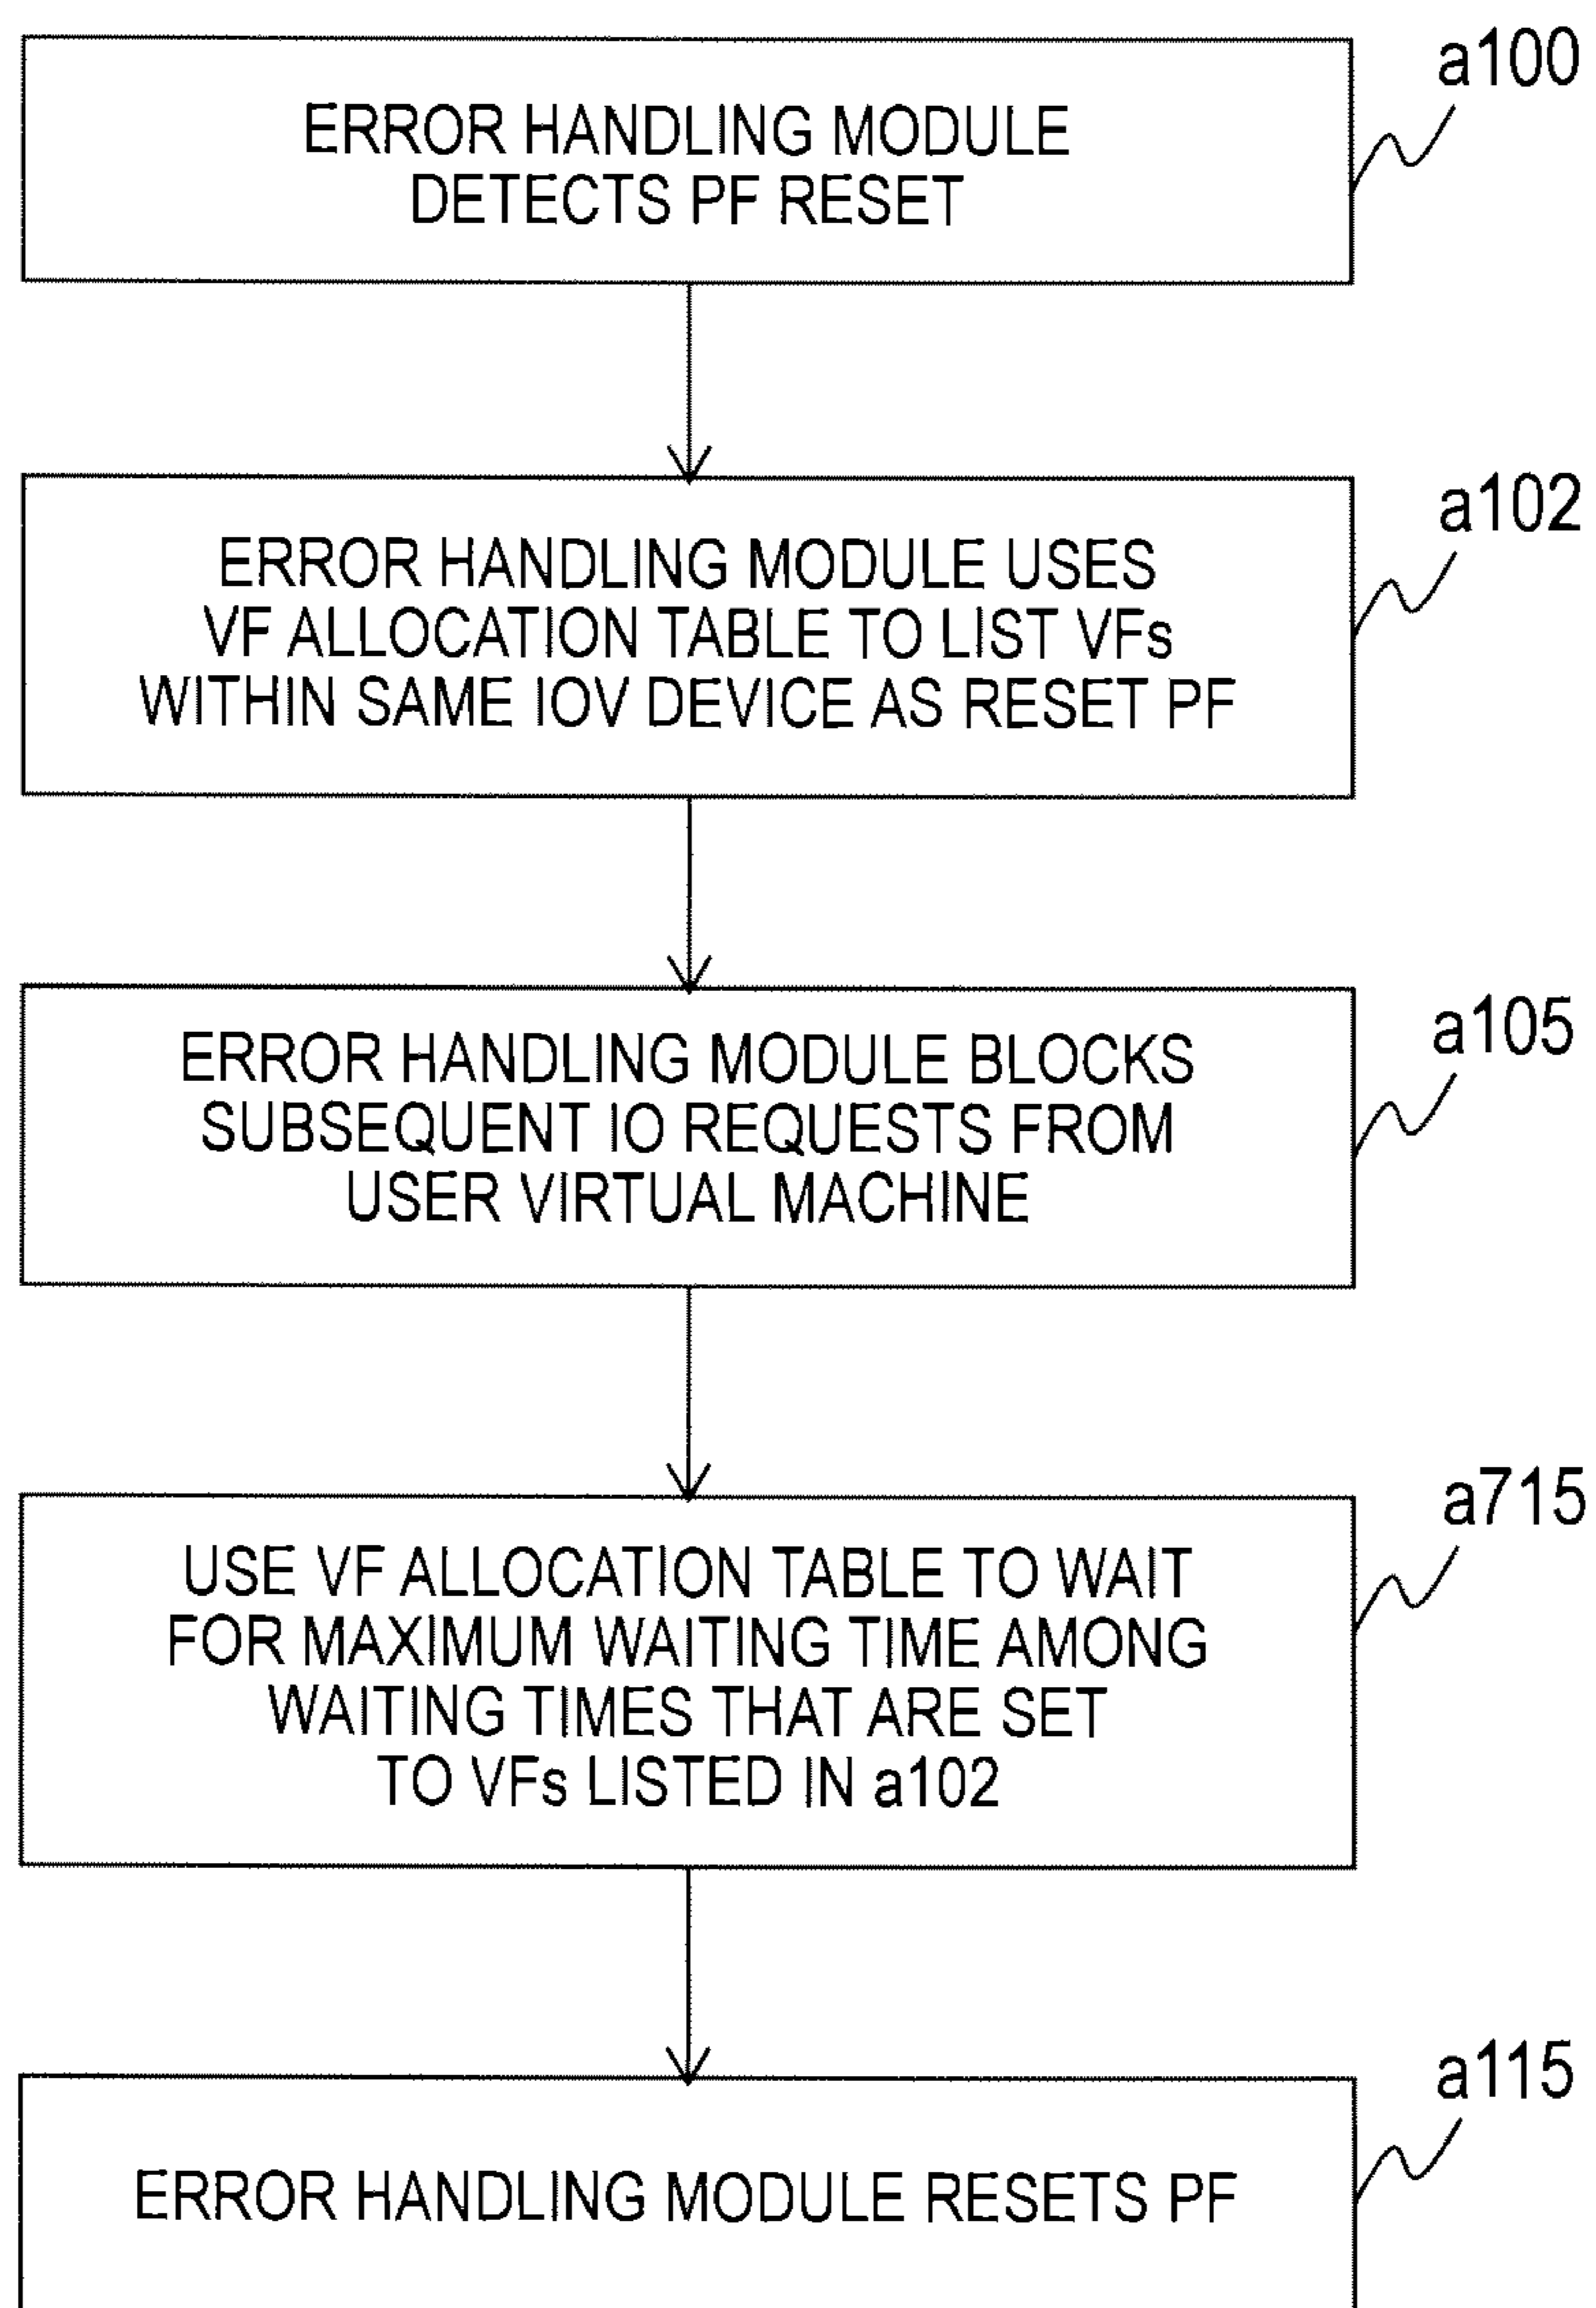 a100
ERROR HANDLING MODULE
DETECTS PF RESET
a102
ERROR HANDLING MODULE USES
VF ALLOCATION TABLE TO LIST VFs
WITHIN SAME IOV DEVICE AS RESET PF
a105
ERROR HANDLING MODULE BLOCKS
SUBSEQUENT IO REQUESTS FROM
USER VIRTUAL MACHINE
a715
USE VF ALLOCATION TABLE TO WAIT
FOR MAXIMUM WAITING TIME AMONG
WAITING TIMES THAT ARE SET
TO VFs LISTED IN a102
a115
ERROR HANDLING MODULE RESETS PF